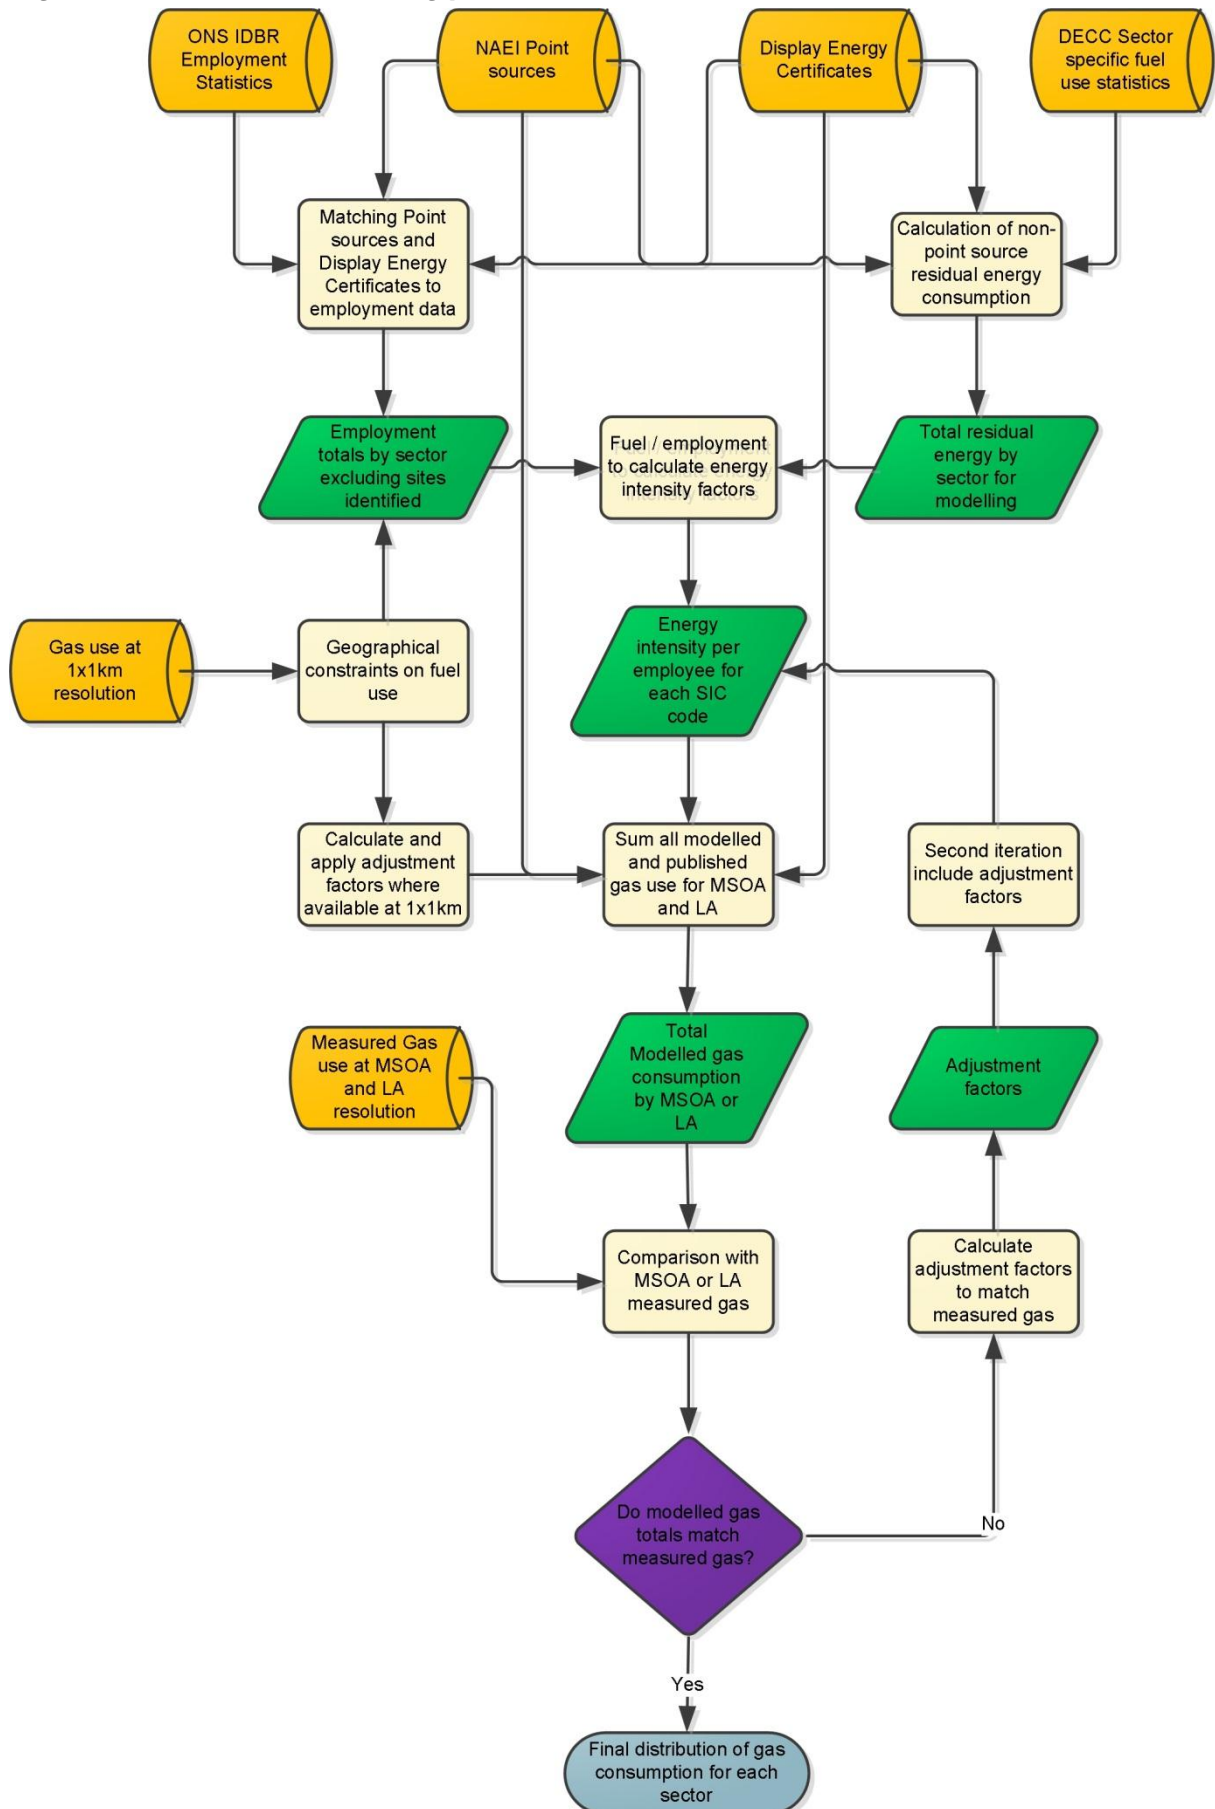 ONS IDBR
Employment
Statistics
NAEI Point
sources
Display Energy
Certificates
DECC Sector
specific fuel
use statistics
Matching Point
sources and
Display Energy
Certificates to
employment data
Calculation of non-
point source
residual energy
consumption
Employment
totals by sector
excluding sites
identified
Fuel / employment
to calculate energy
intensity factors
Total residual
energy by
sector for
modelling
Gas use at
1x1km
resolution
Geographical
constraints on fuel
use
Energy
intensity per
employee for
each SIC
code
Calculate and
apply adjustment
factors where
available at 1x1km
Sum all modelled
and published
gas use for MSOA
and LA
Second iteration
include adjustment
factors
Measured Gas
use at MSOA
and LA
resolution
Total
Modelled gas
consumption
by MSOA or
LA
Adjustment
factors
Comparison with
MSOA or LA
measured gas
Calculate
adjustment factors
to match
measured gas
Do modelled gas
totals match
measured gas?
No
Yes
Final distribution of gas
consumption for each
sector